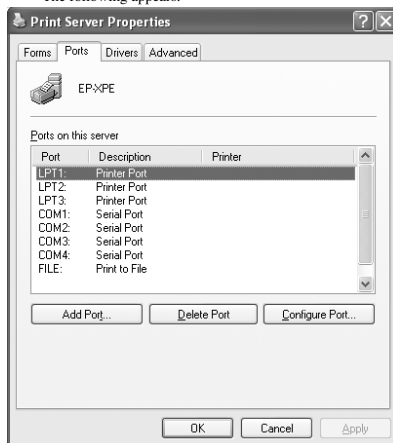 The following appears:
Print Server Properties
Forms Ports Drivers Advanced
EP-XPE
Ports on this server
Port Description Printer
LPT1: Printer Port
LPT2: Printer Port
LPT3: Printer Port
COM1: Serial Port
COM2: Serial Port
COM3: Serial Port
COM4: Serial Port
FILE: Print to File
Add Port... Delete Port Configure Port...
OK Cancel Apply